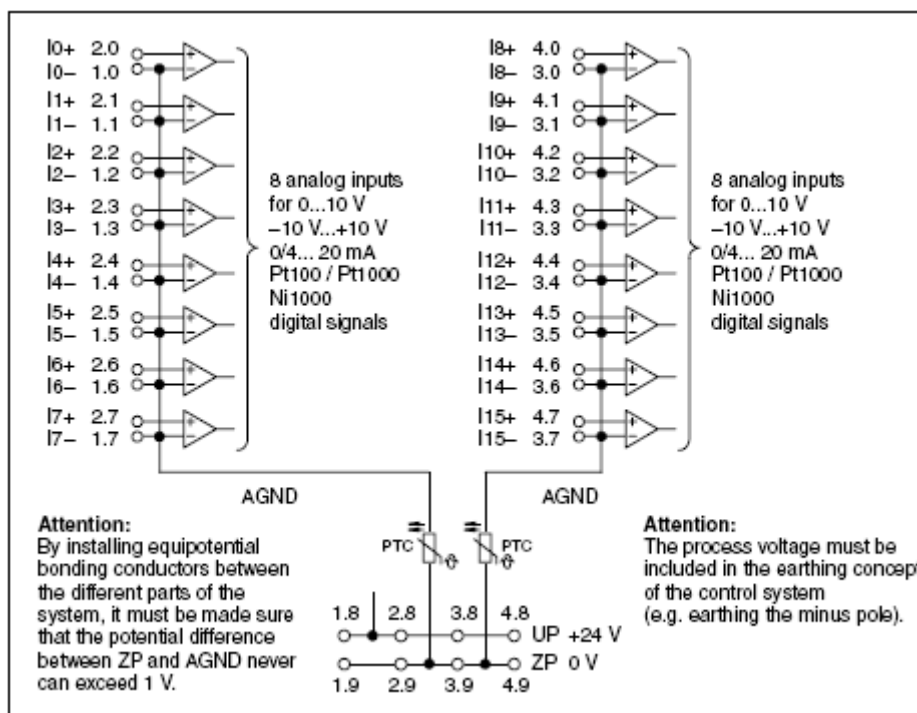 I0+ 2.0
I0– 1.0
I1+ 2.1
I1– 1.1
I2+ 2.2
I2– 1.2
I3+ 2.3
I3– 1.3
I4+ 2.4
I4– 1.4
I5+ 2.5
I5– 1.5
I6+ 2.6
I6– 1.6
I7+ 2.7
I7– 1.7
8 analog inputs
for 0...10 V
–10 V...+10 V
0/4... 20 mA
Pt100 / Pt1000
Ni1000
digital signals
I8+ 4.0
I8– 3.0
I9+ 4.1
I9– 3.1
I10+ 4.2
I10– 3.2
I11+ 4.3
I11– 3.3
I12+ 4.4
I12– 3.4
I13+ 4.5
I13– 3.5
I14+ 4.6
I14– 3.6
I15+ 4.7
I15– 3.7
8 analog inputs
for 0...10 V
–10 V...+10 V
0/4... 20 mA
Pt100 / Pt1000
Ni1000
digital signals
AGND
AGND
Attention:
By installing equipotential
bonding conductors between
the different parts of the
system, it must be made sure
that the potential difference
between ZP and AGND never
can exceed 1 V.
PTC ϑ
PTC ϑ
1.8 2.8 3.8 4.8
UP +24 V
ZP 0 V
1.9 2.9 3.9 4.9
Attention:
The process voltage must be
included in the earthing concept
of the control system
(e.g. earthing the minus pole).